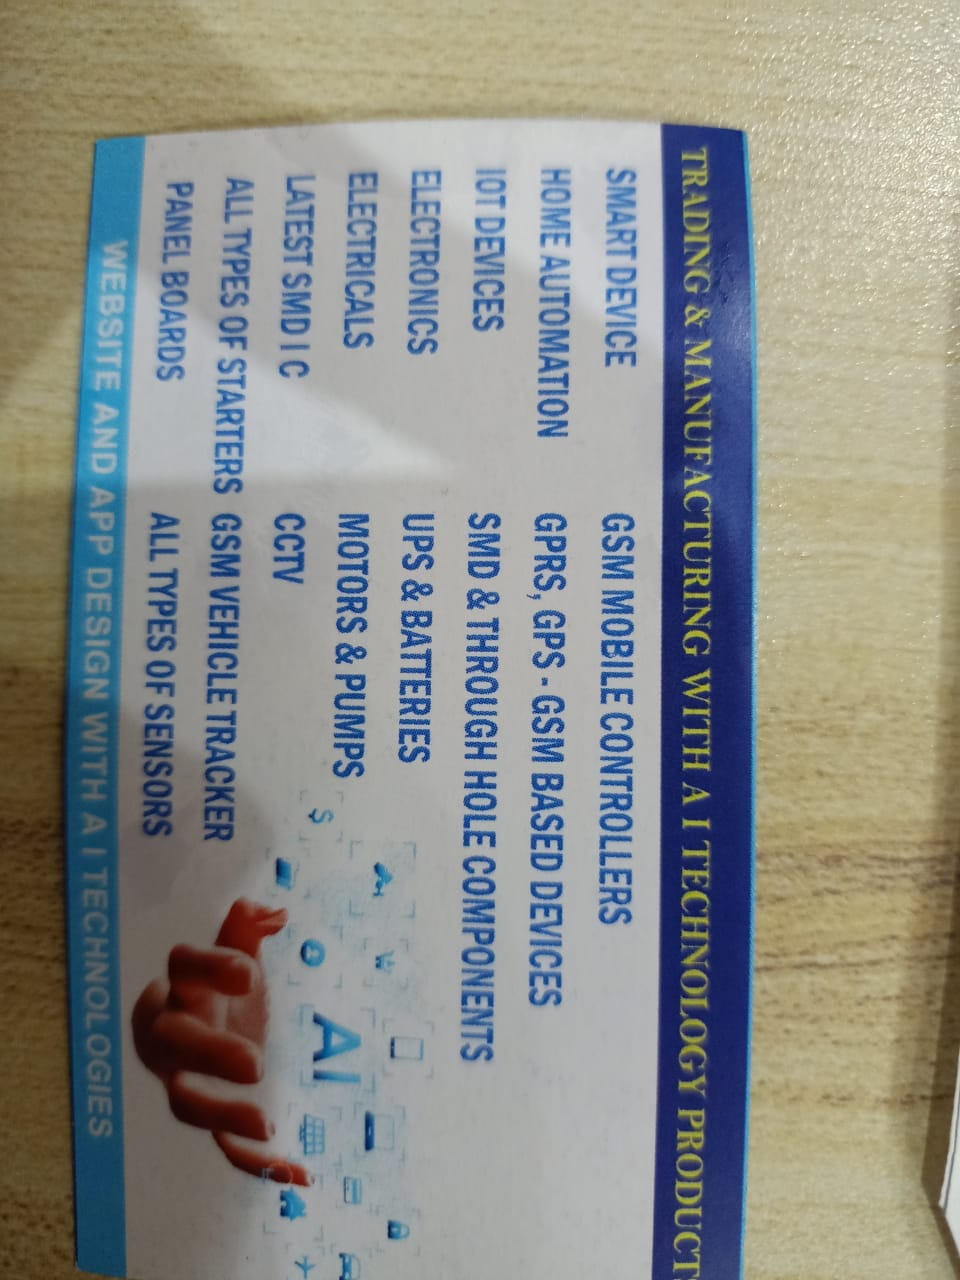 TRADING & MANUFACTURING WITH A I TECHNOLOGY PRODUCT
SMART DEVICE
HOME AUTOMATION
IOT DEVICES
ELECTRONICS
ELECTRICALS
LATEST SMD I C
ALL TYPES OF STARTERS
PANEL BOARDS
GSM MOBILE CONTROLLERS
GPRS, GPS - GSM BASED DEVICES
SMD & THROUGH HOLE COMPONENTS
UPS & BATTERIES
MOTORS & PUMPS
CCTV
GSM VEHICLE TRACKER
ALL TYPES OF SENSORS
$
AI
WEBSITE AND APP DESIGN WITH A I TECHNOLOGIES